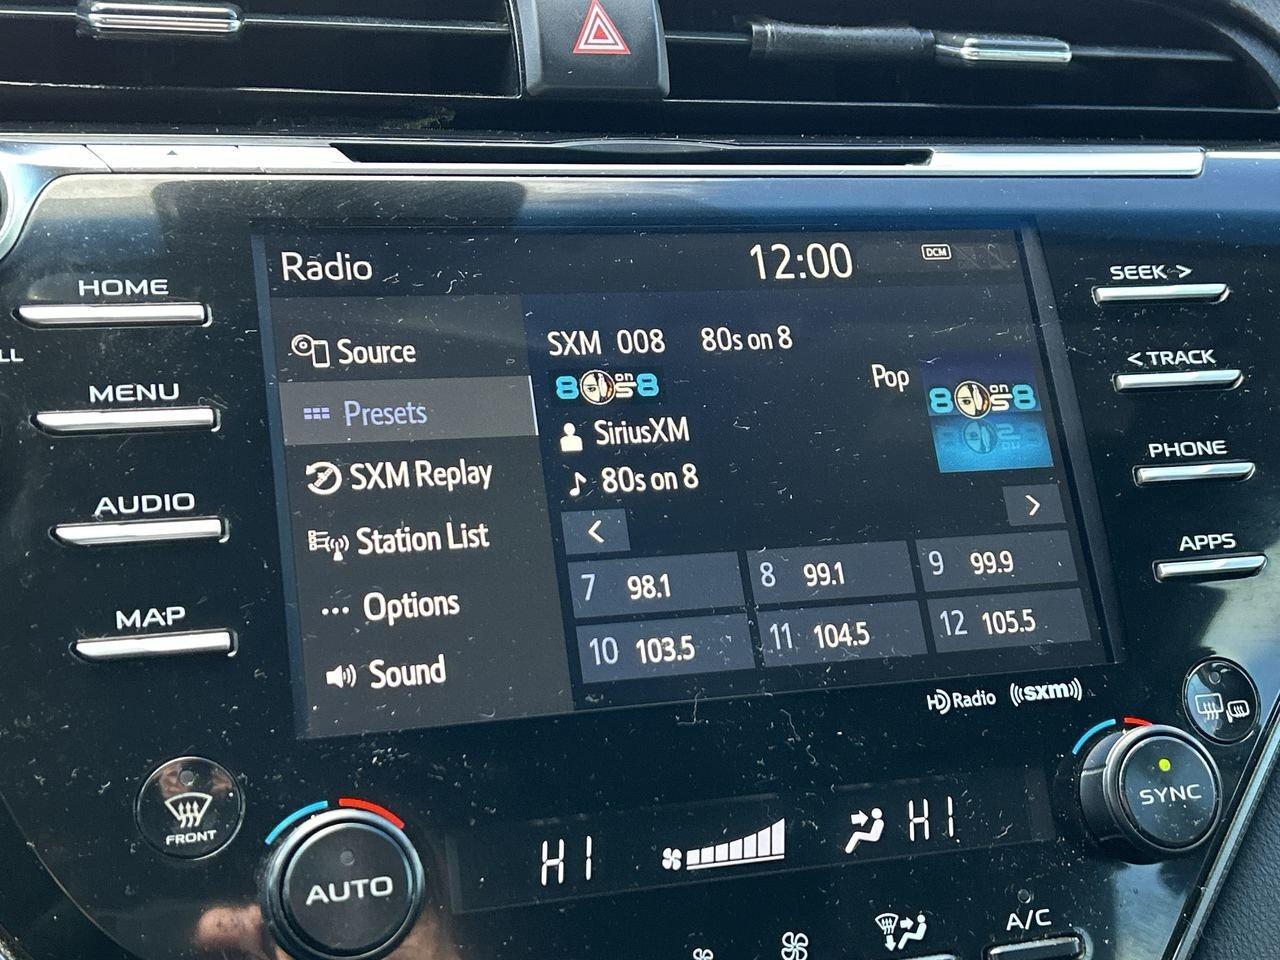 Radio 12:00 DCM
HOME
LL
MENU
AUDIO
MAP
Source
Presets
SXM Replay
Station List
Options
Sound
SXM 008 80s on 8
8 on 8
Pop
8 on 8
SiriusXM
80s on 8
< >
7 98.1 8 99.1 9 99.9
10 103.5 11 104.5 12 105.5
HD Radio ((sxm))
SEEK >
< TRACK
PHONE
APPS
FRONT
AUTO
HI HI
SYNC
A/C